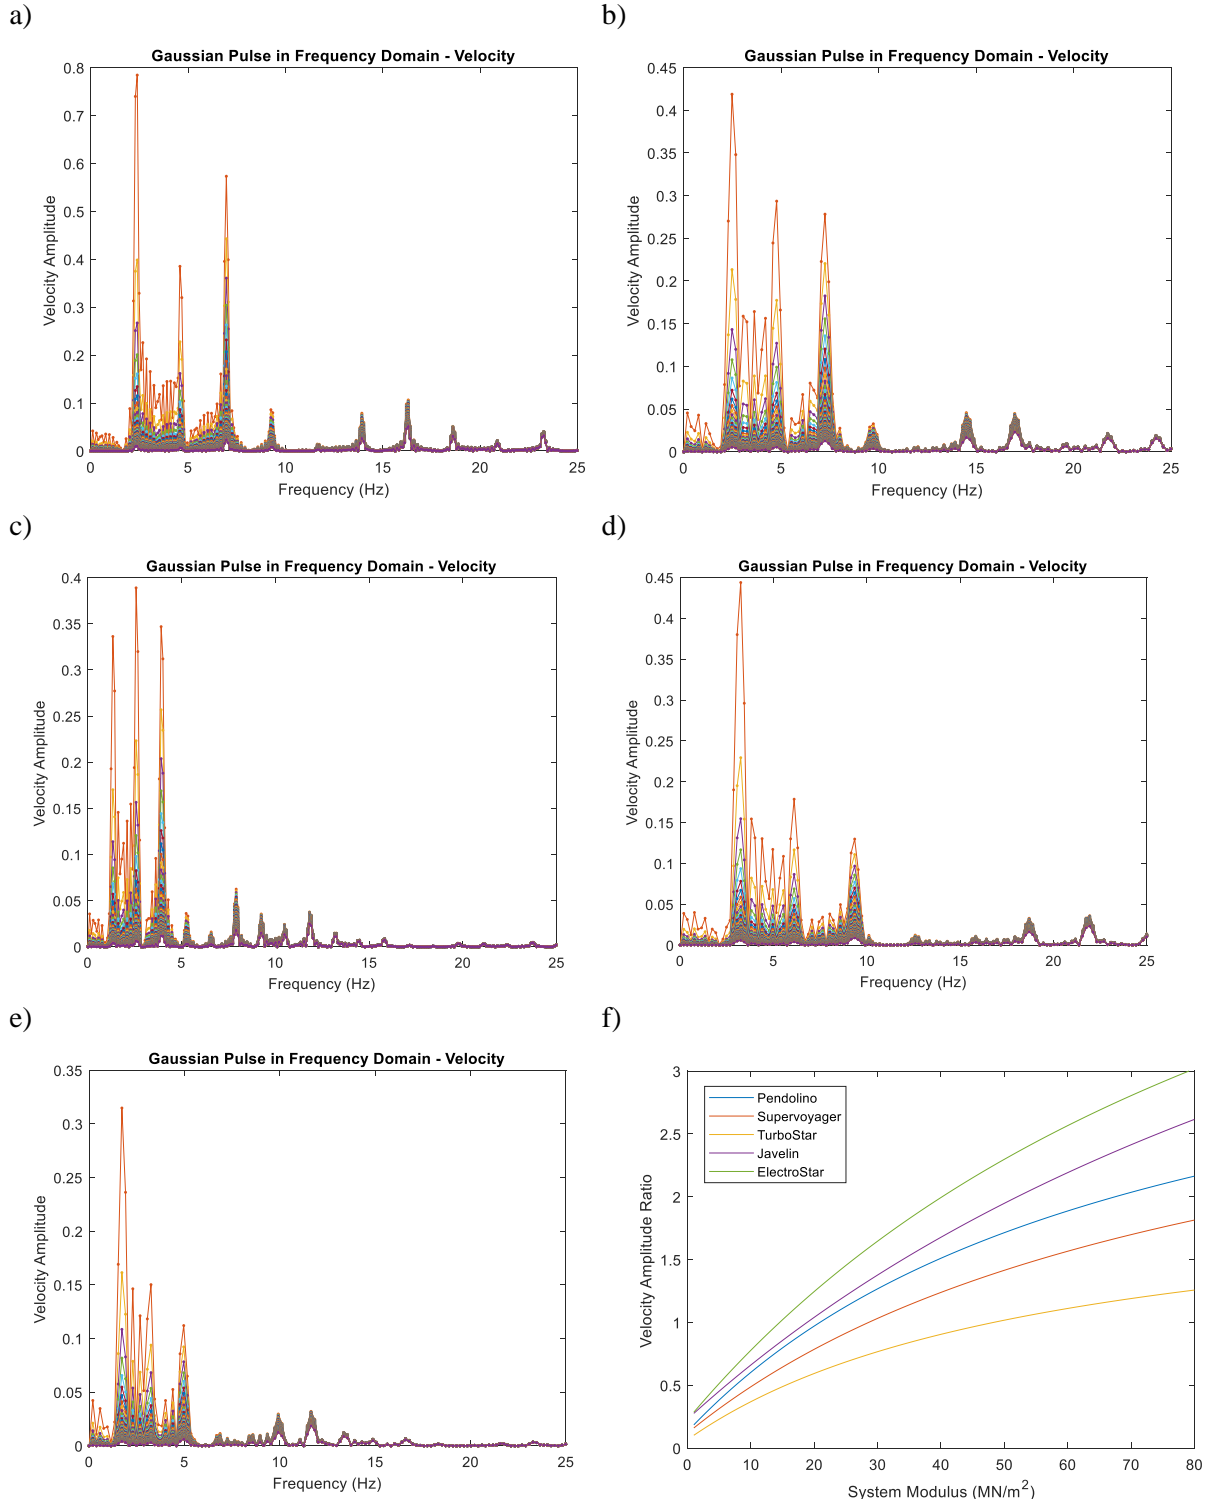 a)
Gaussian Pulse in Frequency Domain - Velocity
0.8
0.7
0.6
0.5
0.4
0.3
0.2
0.1
0
Velocity Amplitude
0 5 10 15 20 25
Frequency (Hz)
b)
Gaussian Pulse in Frequency Domain - Velocity
0.45
0.4
0.35
0.3
0.25
0.2
0.15
0.1
0.05
0
Velocity Amplitude
0 5 10 15 20 25
Frequency (Hz)
c)
Gaussian Pulse in Frequency Domain - Velocity
0.4
0.35
0.3
0.25
0.2
0.15
0.1
0.05
0
Velocity Amplitude
0 5 10 15 20 25
Frequency (Hz)
d)
Gaussian Pulse in Frequency Domain - Velocity
0.45
0.4
0.35
0.3
0.25
0.2
0.15
0.1
0.05
0
Velocity Amplitude
0 5 10 15 20 25
Frequency (Hz)
e)
Gaussian Pulse in Frequency Domain - Velocity
0.35
0.3
0.25
0.2
0.15
0.1
0.05
0
Velocity Amplitude
0 5 10 15 20 25
Frequency (Hz)
f)
3
2.5
2
1.5
1
0.5
0
Velocity Amplitude Ratio
Pendolino
Supervoyager
TurboStar
Javelin
ElectroStar
0 10 20 30 40 50 60 70 80
System Modulus (MN/m²)